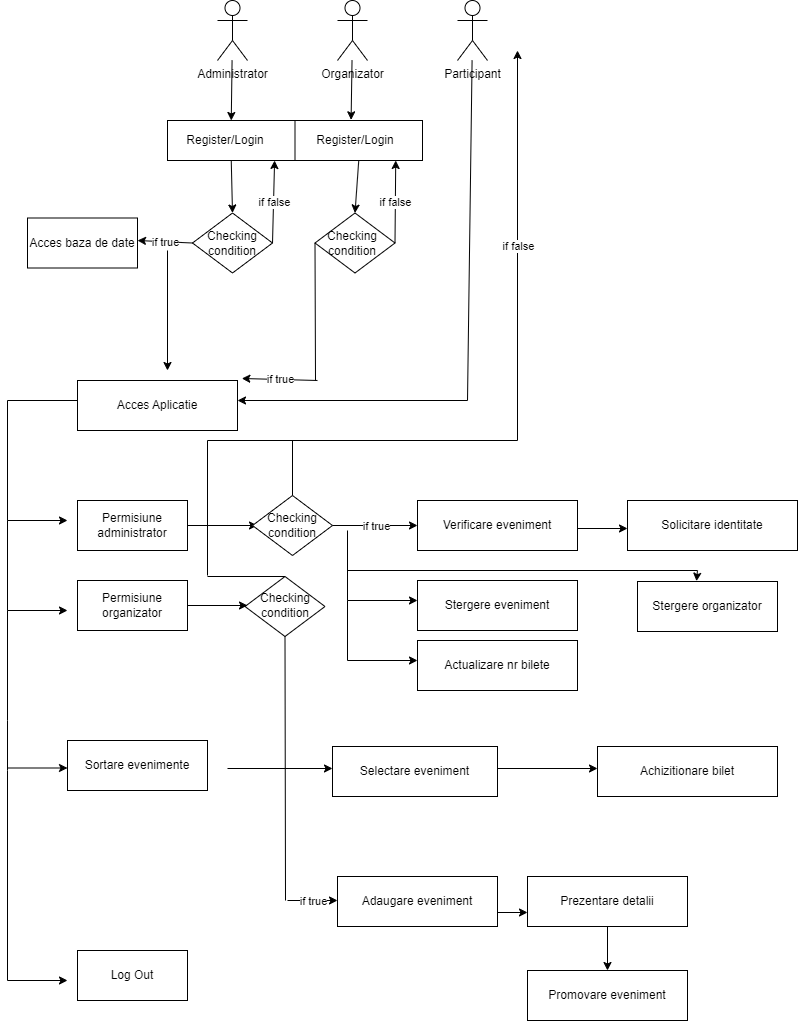 Administrator
Organizator
Participant
Register/Login
Register/Login
if false
if false
Acces baza de date
if true
Checking
condition
Checking
condition
if false
if true
Acces Aplicatie
Permisiune
administrator
Checking
condition
if true
Verificare eveniment
Solicitare identitate
Permisiune
organizator
Checking
condition
Stergere eveniment
Stergere organizator
Actualizare nr bilete
Sortare evenimente
Selectare eveniment
Achizitionare bilet
if true
Adaugare eveniment
Prezentare detalii
Log Out
Promovare eveniment